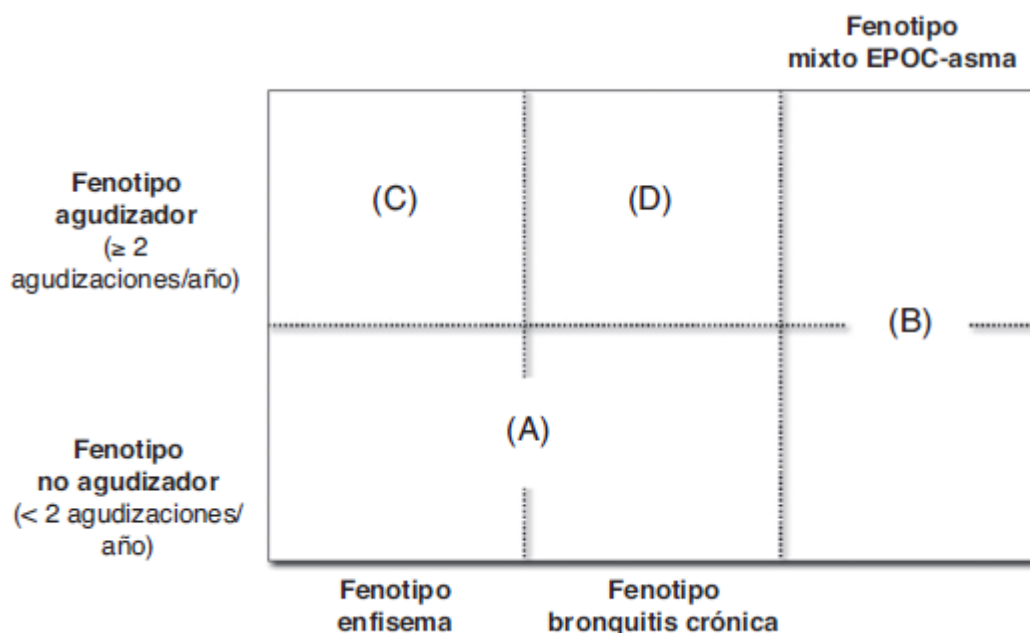 Fenotipo
mixto EPOC-asma
Fenotipo
agudizador
(≥ 2
agudizaciones/año)
(C)
(D)
(B)
(A)
Fenotipo
no agudizador
(< 2 agudizaciones/
año)
Fenotipo
enfisema
Fenotipo
bronquitis crónica